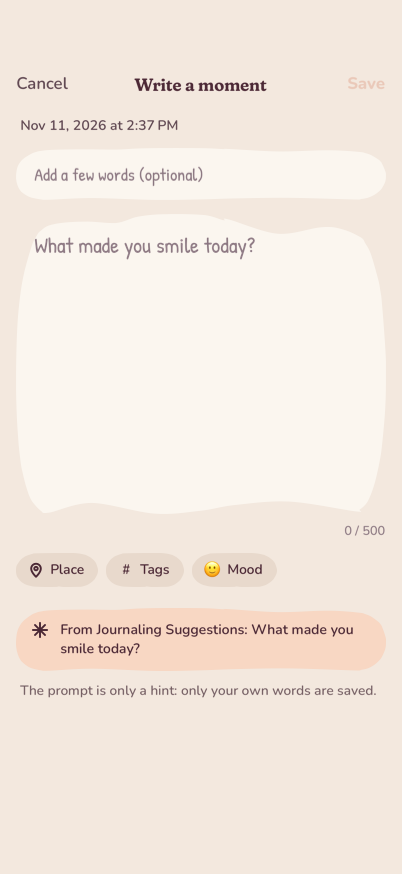 Cancel
Write a moment
Save
Nov 11, 2026 at 2:37 PM
Add a few words (optional)
What made you smile today?
0 / 500
Place
# Tags
Mood
From Journaling Suggestions: What made you
smile today?
The prompt is only a hint: only your own words are saved.